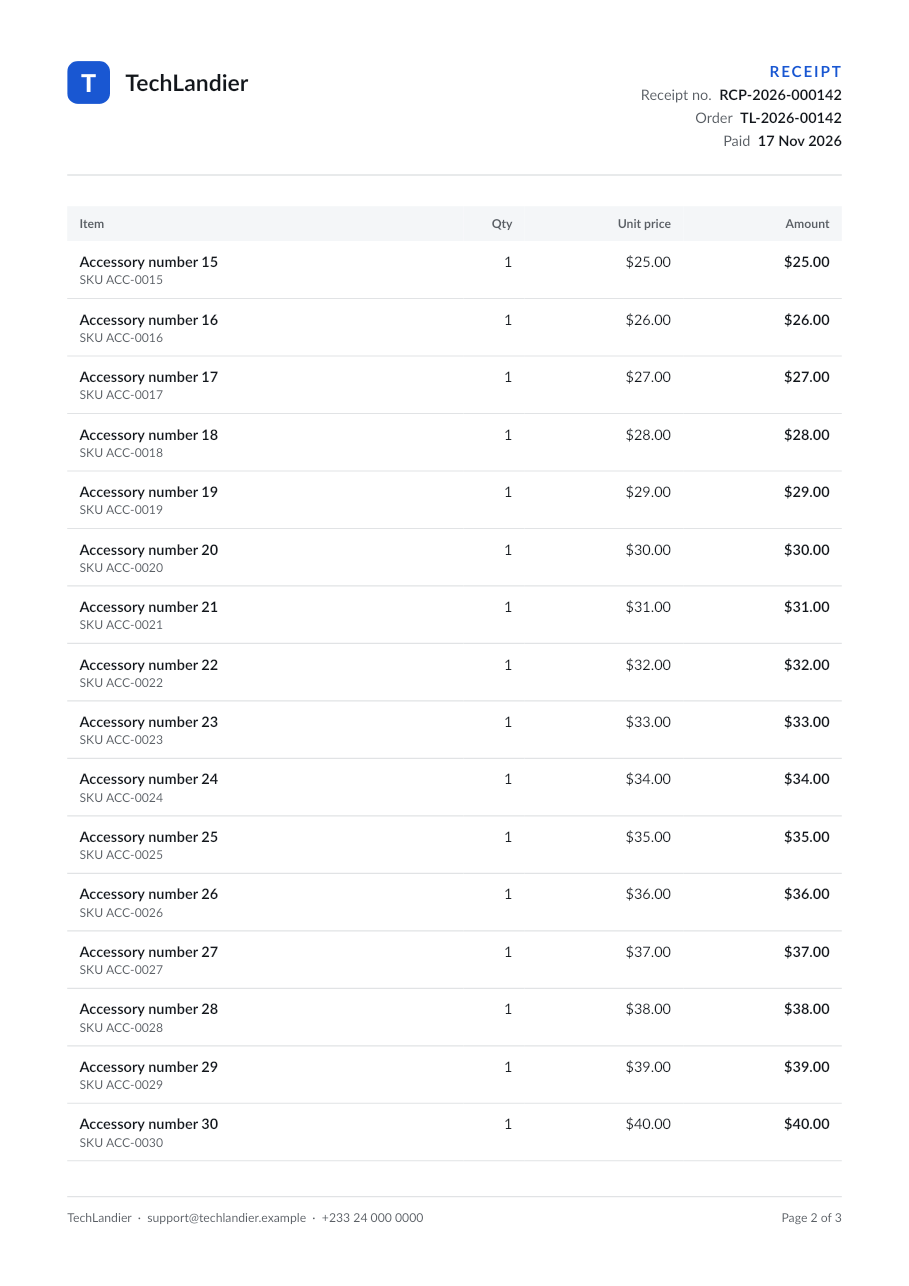 T TechLandier
RECEIPT
Receipt no. RCP-2026-000142
Order TL-2026-00142
Paid 17 Nov 2026
Item Qty Unit price Amount
Accessory number 15 1 $25.00 $25.00
SKU ACC-0015
Accessory number 16 1 $26.00 $26.00
SKU ACC-0016
Accessory number 17 1 $27.00 $27.00
SKU ACC-0017
Accessory number 18 1 $28.00 $28.00
SKU ACC-0018
Accessory number 19 1 $29.00 $29.00
SKU ACC-0019
Accessory number 20 1 $30.00 $30.00
SKU ACC-0020
Accessory number 21 1 $31.00 $31.00
SKU ACC-0021
Accessory number 22 1 $32.00 $32.00
SKU ACC-0022
Accessory number 23 1 $33.00 $33.00
SKU ACC-0023
Accessory number 24 1 $34.00 $34.00
SKU ACC-0024
Accessory number 25 1 $35.00 $35.00
SKU ACC-0025
Accessory number 26 1 $36.00 $36.00
SKU ACC-0026
Accessory number 27 1 $37.00 $37.00
SKU ACC-0027
Accessory number 28 1 $38.00 $38.00
SKU ACC-0028
Accessory number 29 1 $39.00 $39.00
SKU ACC-0029
Accessory number 30 1 $40.00 $40.00
SKU ACC-0030
TechLandier · support@techlandier.example · +233 24 000 0000 Page 2 of 3